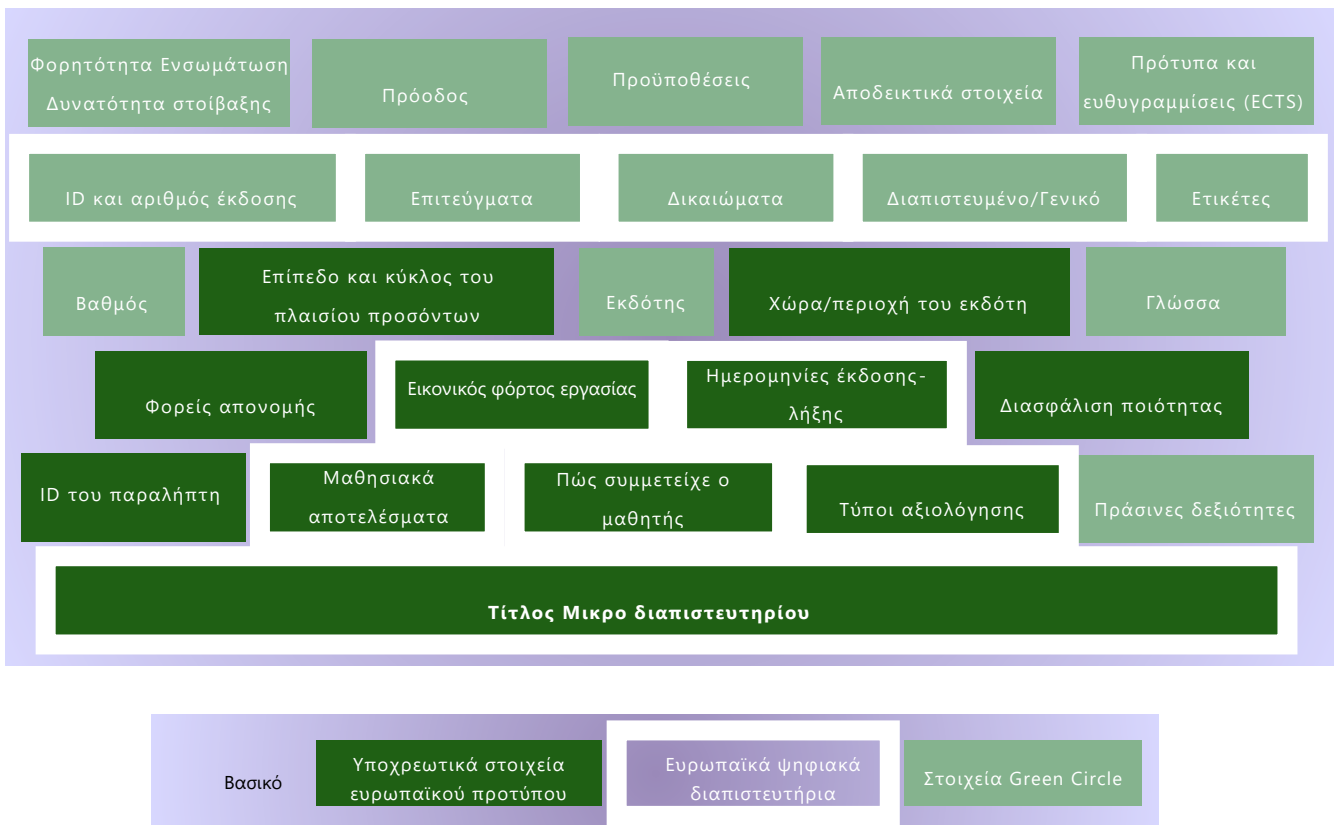 Φορητότητα Ενσωμάτωση
Δυνατότητα στοίβαξης
Πρόοδος
Προϋποθέσεις
Αποδεικτικά στοιχεία
Πρότυπα και
ευθυγραμμίσεις (ECTS)
ID και αριθμός έκδοσης
Επιτεύγματα
Δικαιώματα
Διαπιστευμένο/Γενικό
Ετικέτες
Βαθμός
Επίπεδο και κύκλος του
πλαισίου προσόντων
Εκδότης
Χώρα/περιοχή του εκδότη
Γλώσσα
Φορείς απονομής
Εικονικός φόρτος εργασίας
Ημερομηνίες έκδοσης-
λήξης
Διασφάλιση ποιότητας
ID του παραλήπτη
Μαθησιακά
αποτελέσματα
Πώς συμμετείχε ο
μαθητής
Τύποι αξιολόγησης
Πράσινες δεξιότητες
Τίτλος Μικρο διαπιστευτηρίου
Βασικό
Υποχρεωτικά στοιχεία
ευρωπαϊκού προτύπου
Ευρωπαϊκά ψηφιακά
διαπιστευτήρια
Στοιχεία Green Circle